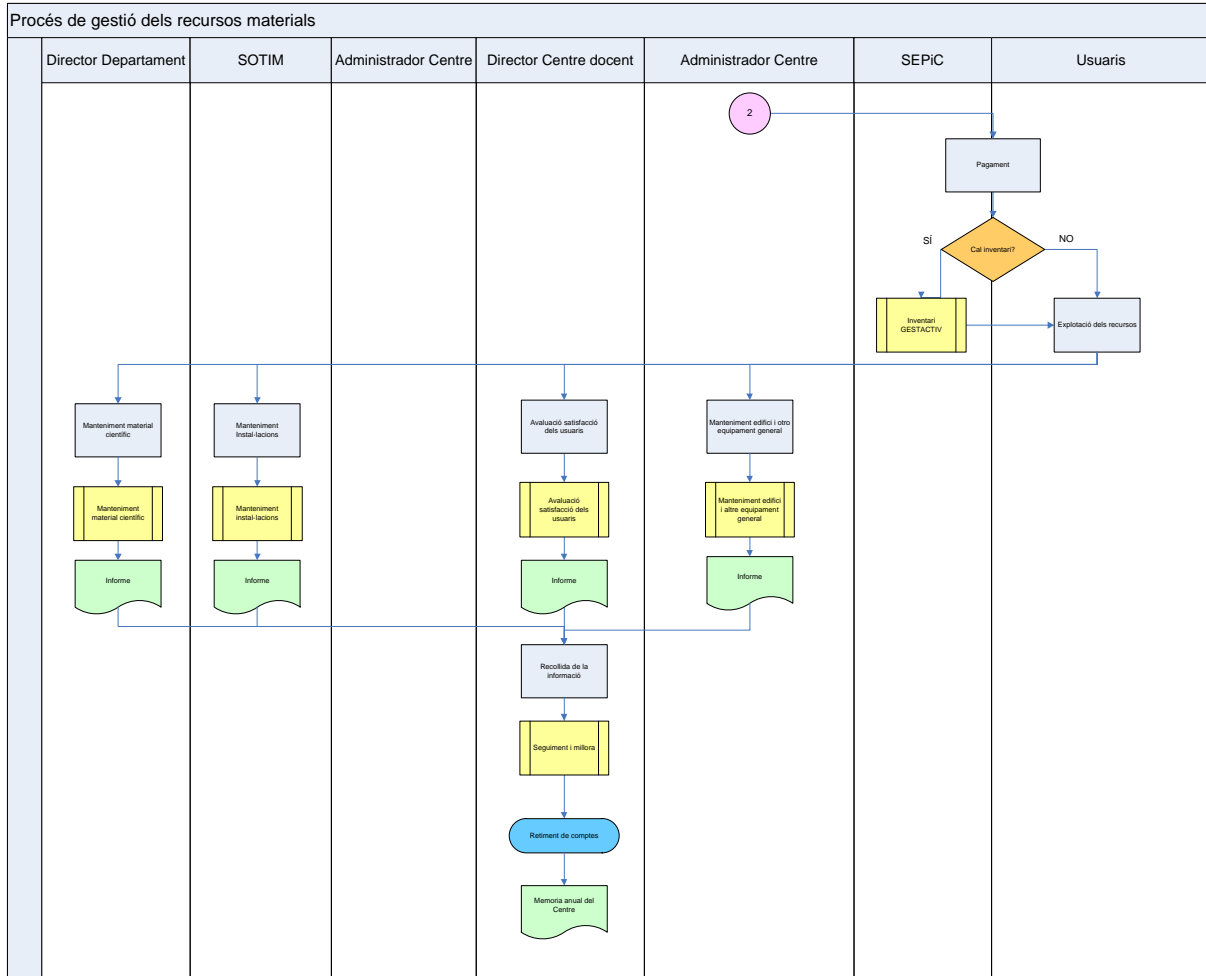 Procés de gestió dels recursos materials
Director Departament
SOTIM
Administrador Centre
Director Centre docent
Administrador Centre
SEPiC
Usuaris
2
Pagament
Cal inventari?
SÍ
NO
Inventari
GESTACTIV
Explotació dels recursos
Manteniment material
científic
Manteniment
Instal·lacions
Avaluació satisfacció
dels usuaris
Manteniment edifici i otro
equipament general
Manteniment
material científic
Manteniment
instal·lacions
Avaluació
satisfacció dels
usuaris
Manteniment edifici
i altre equipament
general
Informe
Informe
Informe
Informe
Recollida de la
informació
Seguiment i millora
Retiment de comptes
Memoria anual del
Centre